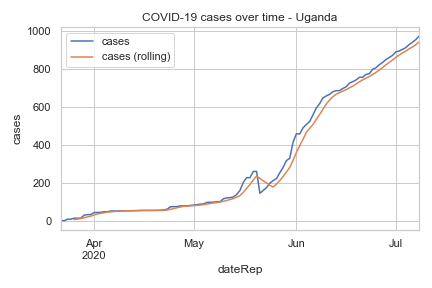 COVID-19 cases over time - Uganda
cases
cases (rolling)
1000
800
600
400
200
0
cases
Apr
2020
May
Jun
Jul
dateRep